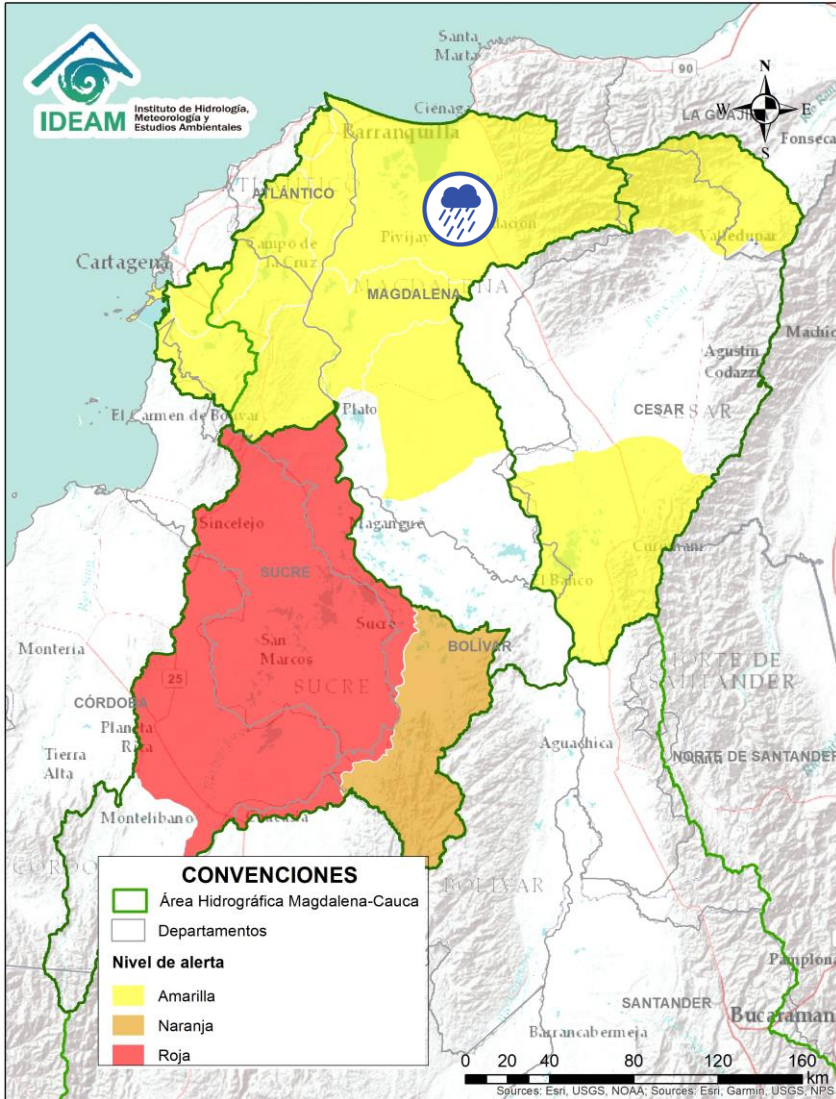 IDEAM
Instituto de Hidrología,
Meteorología y
Estudios Ambientales
Santa
Marta
90
N
W
E
S
Ciénaga
LA GUAJIRA
Fonseca
Barranquilla
ATLÁNTICO
Pivijay
Valledupar
Campo de
la Cruz
Cartagena
MAGDALENA
Agustín
Codazzi
El Carmen de Bolívar
Plato
CESAR
CESAR
Sincelejo
Magangué
SUCRE
El Banco
Sucre
BOLÍVAR
Montería
San
Marcos
SUCRE
NORTE DE
SANTANDER
25
CÓRDOBA
Planeta
Rica
Tierra
Alta
Aguachica
NORTE DE SANTANDER
Montelíbano
BOLÍVAR
CONVENCIONES
Área Hidrográfica Magdalena-Cauca
Departamentos
Nivel de alerta
Amarilla
Naranja
Roja
Pamplona
SANTANDER
Barrancabermeja
0 20 40 80 120 160
km
Sources: Esri, USGS, NOAA; Sources: Esri, Garmin, USGS, NPS